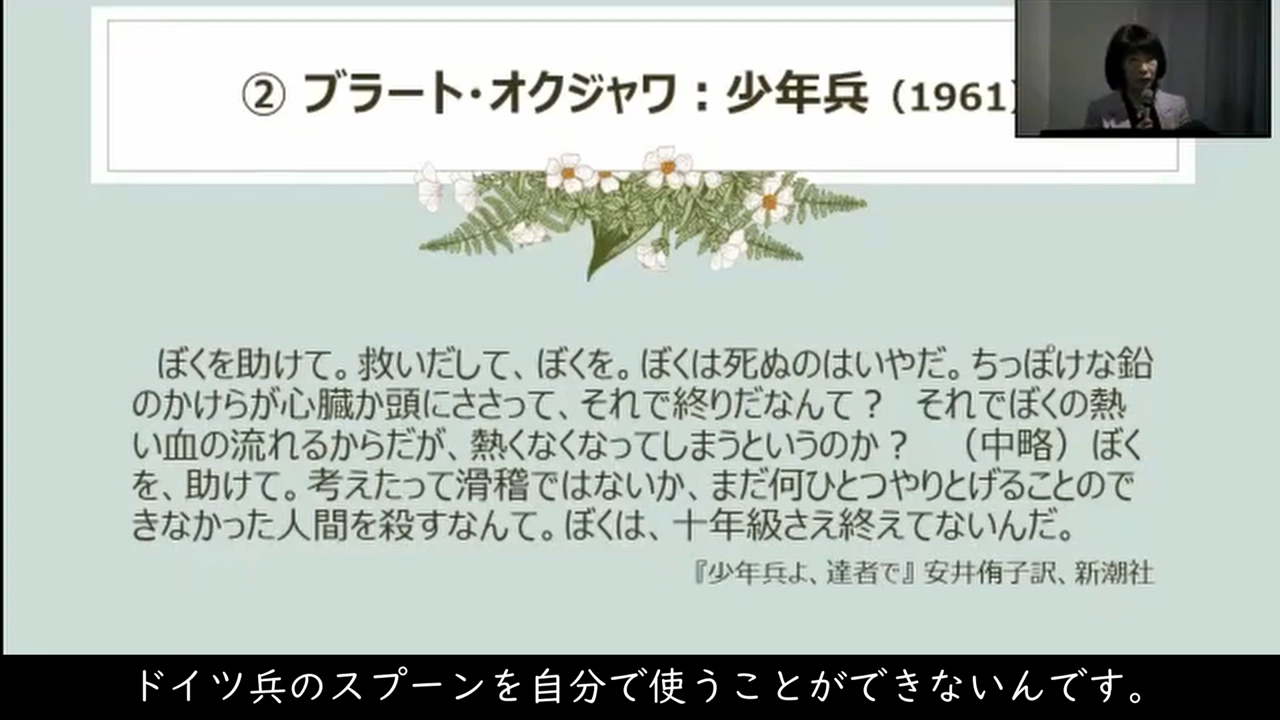 ② ブラート・オクジャワ：少年兵（1961）
ぼくを助けて。救いだして、ぼくを。ぼくは死ぬのはいやだ。ちっぽけな鉛
のかけらが心臓か頭にささって、それで終りだなんて？　それでぼくの熱
い血の流れるからだが、熱くなくなってしまうというのか？　（中略）ぼく
を、助けて。考えたって滑稽ではないか、まだ何ひとつやりとげることので
きなかった人間を殺すなんて。ぼくは、十年級さえ終えてないんだ。
『少年兵よ、達者で』安井侑子訳、新潮社
ドイツ兵のスプーンを自分で使うことができないんです。